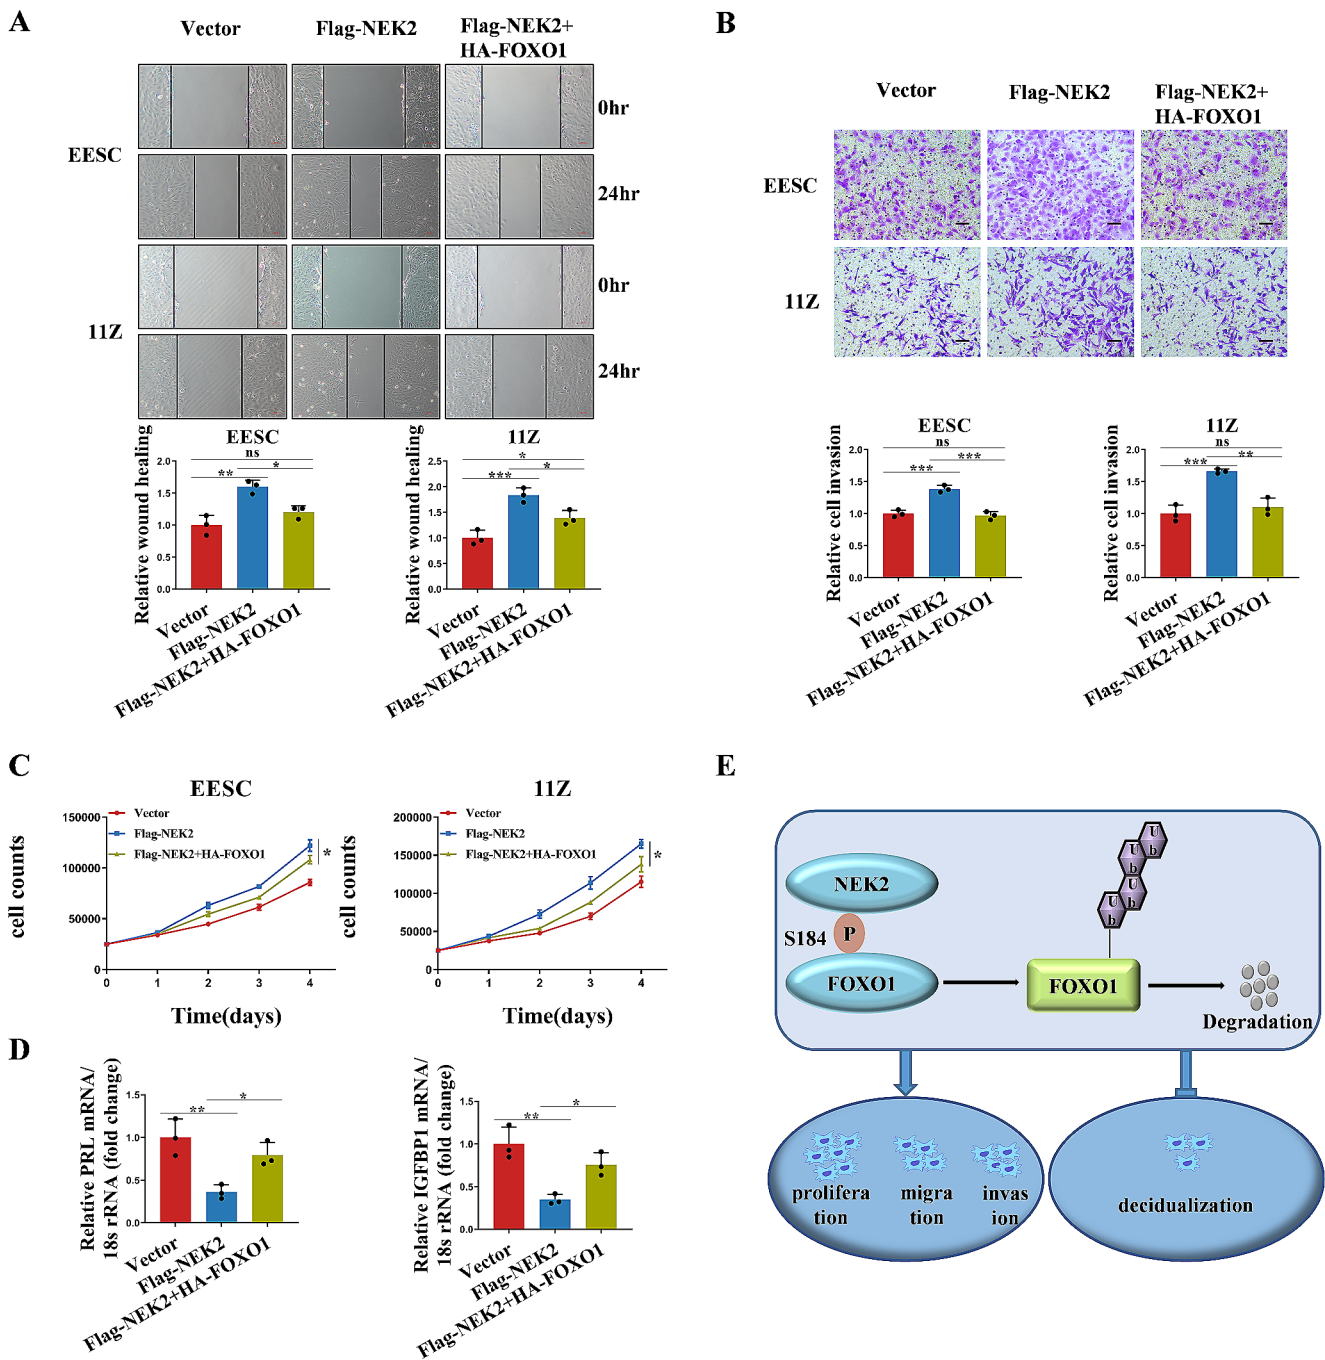 A
Vector
Flag-NEK2
Flag-NEK2+
HA-FOXO1
EESC
0hr
24hr
11Z
0hr
24hr
EESC
Relative wound healing
2.0
1.5
1.0
0.5
0.0
ns
**
*
Vector
Flag-NEK2
Flag-NEK2+HA-FOXO1
11Z
Relative wound healing
2.5
2.0
1.5
1.0
0.5
0.0
*
***
*
Vector
Flag-NEK2
Flag-NEK2+HA-FOXO1
B
Vector
Flag-NEK2
Flag-NEK2+
HA-FOXO1
EESC
11Z
EESC
Relative cell invasion
2.0
1.5
1.0
0.5
0.0
ns
***
***
Vector
Flag-NEK2
Flag-NEK2+HA-FOXO1
11Z
Relative cell invasion
2.0
1.5
1.0
0.5
0.0
ns
***
**
Vector
Flag-NEK2
Flag-NEK2+HA-FOXO1
C
EESC
cell counts
150000
100000
50000
0
Vector
Flag-NEK2
Flag-NEK2+HA-FOXO1
*
0 1 2 3 4
Time(days)
11Z
cell counts
200000
150000
100000
50000
0
Vector
Flag-NEK2
Flag-NEK2+HA-FOXO1
*
0 1 2 3 4
Time(days)
D
Relative PRL mRNA/
18s rRNA (fold change)
1.5
1.0
0.5
0.0
**
*
Vector
Flag-NEK2
Flag-NEK2+HA-FOXO1
Relative IGFBP1 mRNA/
18s rRNA (fold change)
1.5
1.0
0.5
0.0
**
*
Vector
Flag-NEK2
Flag-NEK2+HA-FOXO1
E
NEK2
S184
P
FOXO1
FOXO1
Ub
Ub
Ub
Ub
Degradation
prolifera
tion
migra
tion
invas
ion
decidualization